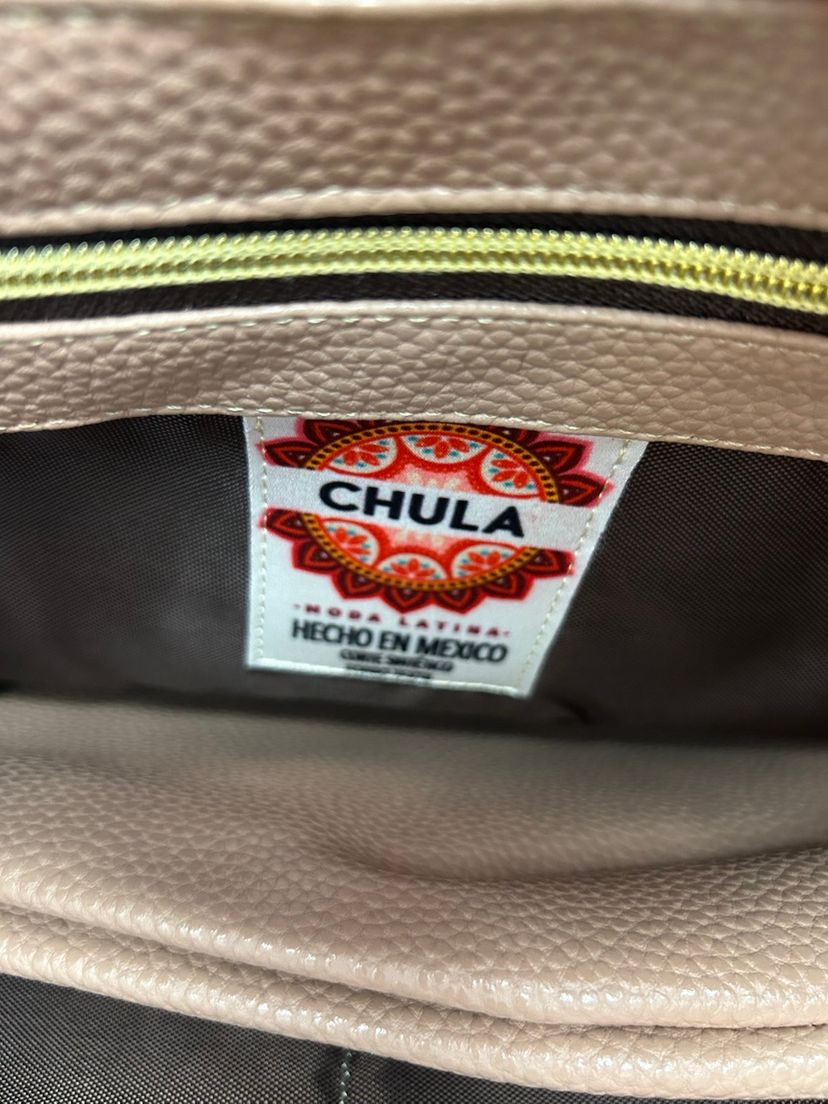 CHULA
·MODA LATINA·
HECHO EN MEXICO